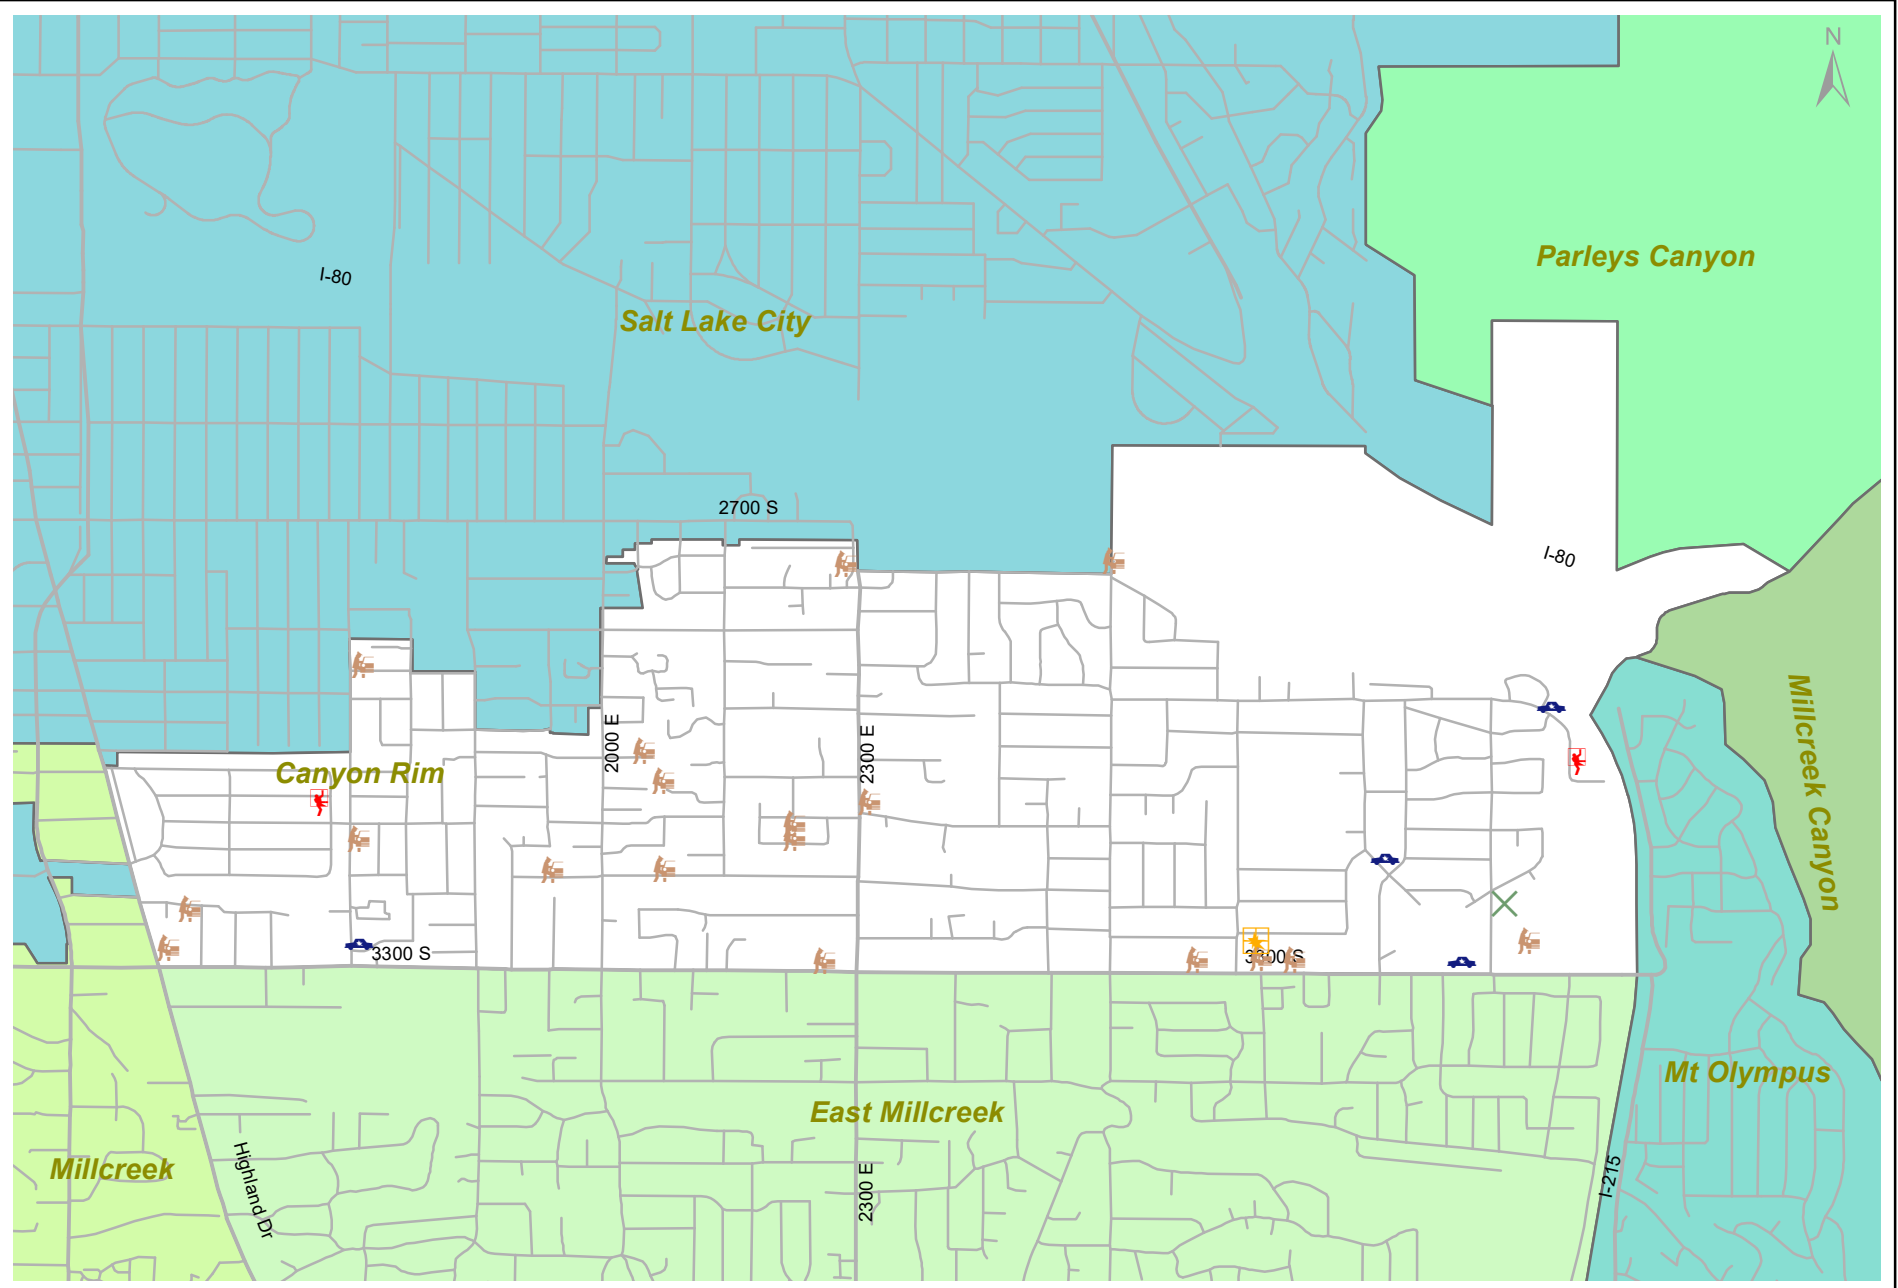 N
Parleys Canyon
I-80
Salt Lake City
2700 S
I-80
Millcreek Canyon
2000 E
2300 E
Canyon Rim
3300 S
3300 S
Mt Olympus
East Millcreek
Millcreek
Highland Dr
2300 E
I-215